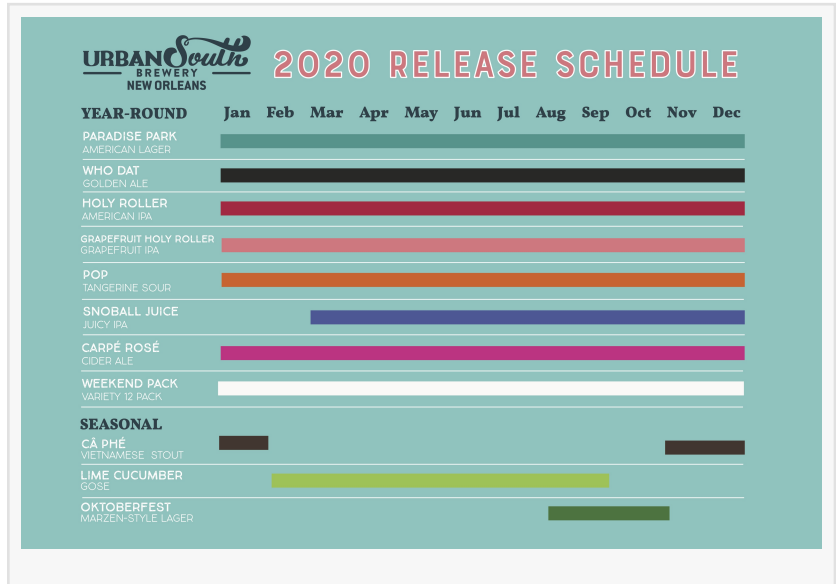 URBAN South
BREWERY
NEW ORLEANS
2020 RELEASE SCHEDULE
YEAR-ROUND Jan Feb Mar Apr May Jun Jul Aug Sep Oct Nov Dec
PARADISE PARK
AMERICAN LAGER
WHO DAT
GOLDEN ALE
HOLY ROLLER
AMERICAN IPA
GRAPEFRUIT HOLY ROLLER
GRAPEFRUIT IPA
POP
TANGERINE SOUR
SNOBALL JUICE
JUICY IPA
CARPÉ ROSÉ
CIDER ALE
WEEKEND PACK
VARIETY 12 PACK
SEASONAL
CÂ PHÉ
VIETNAMESE STOUT
LIME CUCUMBER
GOSE
OKTOBERFEST
MARZEN-STYLE LAGER